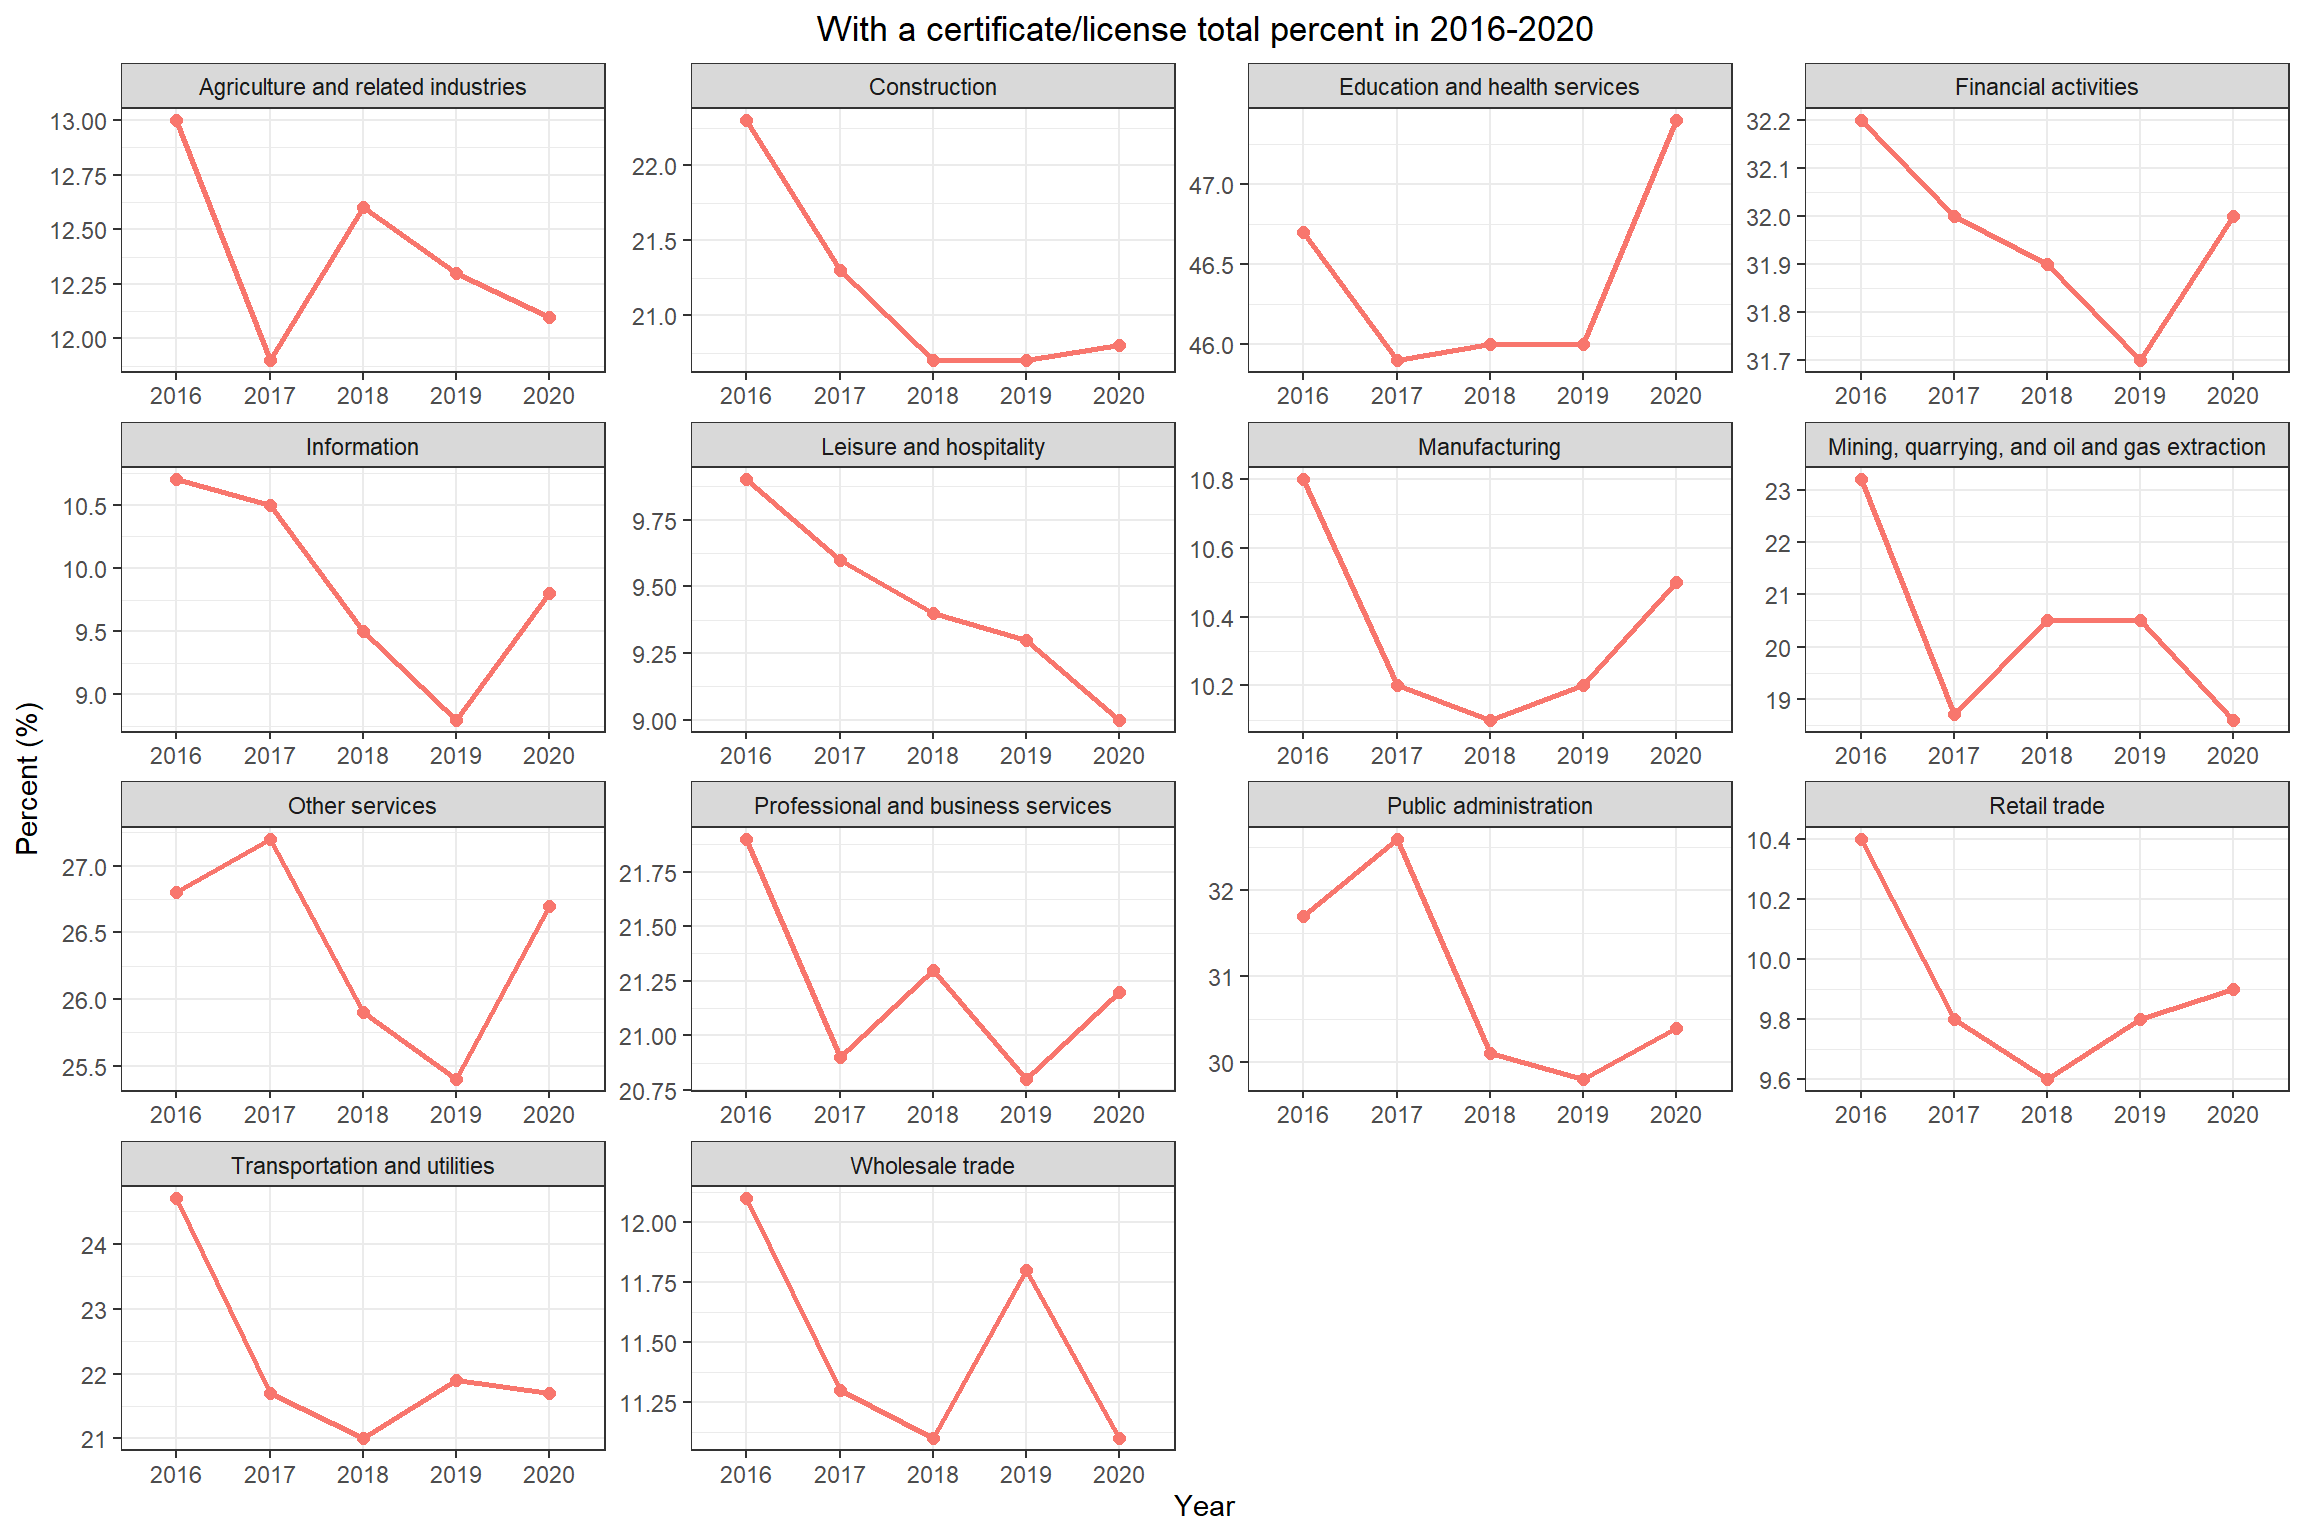 With a certificate/license total percent in 2016-2020
Agriculture and related industries
Construction
Education and health services
Financial activities
13.00
12.75
12.50
12.25
12.00
22.0
21.5
21.0
47.0
46.5
46.0
32.2
32.1
32.0
31.9
31.8
31.7
2016 2017 2018 2019 2020
2016 2017 2018 2019 2020
2016 2017 2018 2019 2020
2016 2017 2018 2019 2020
Information
Leisure and hospitality
Manufacturing
Mining, quarrying, and oil and gas extraction
10.5
10.0
9.5
9.0
9.75
9.50
9.25
9.00
10.8
10.6
10.4
10.2
23
22
21
20
19
2016 2017 2018 2019 2020
2016 2017 2018 2019 2020
2016 2017 2018 2019 2020
2016 2017 2018 2019 2020
Percent (%)
Other services
Professional and business services
Public administration
Retail trade
27.0
26.5
26.0
25.5
21.75
21.50
21.25
21.00
20.75
32
31
30
10.4
10.2
10.0
9.8
9.6
2016 2017 2018 2019 2020
2016 2017 2018 2019 2020
2016 2017 2018 2019 2020
2016 2017 2018 2019 2020
Transportation and utilities
Wholesale trade
24
23
22
21
12.00
11.75
11.50
11.25
2016 2017 2018 2019 2020
2016 2017 2018 2019 2020
Year